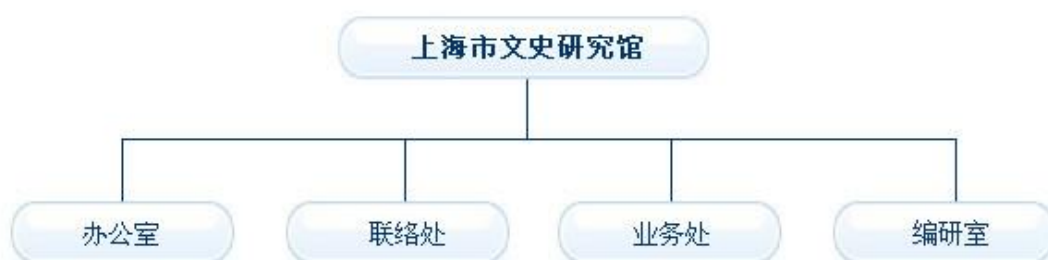 上海市文史研究馆
办公室
联络处
业务处
编研室